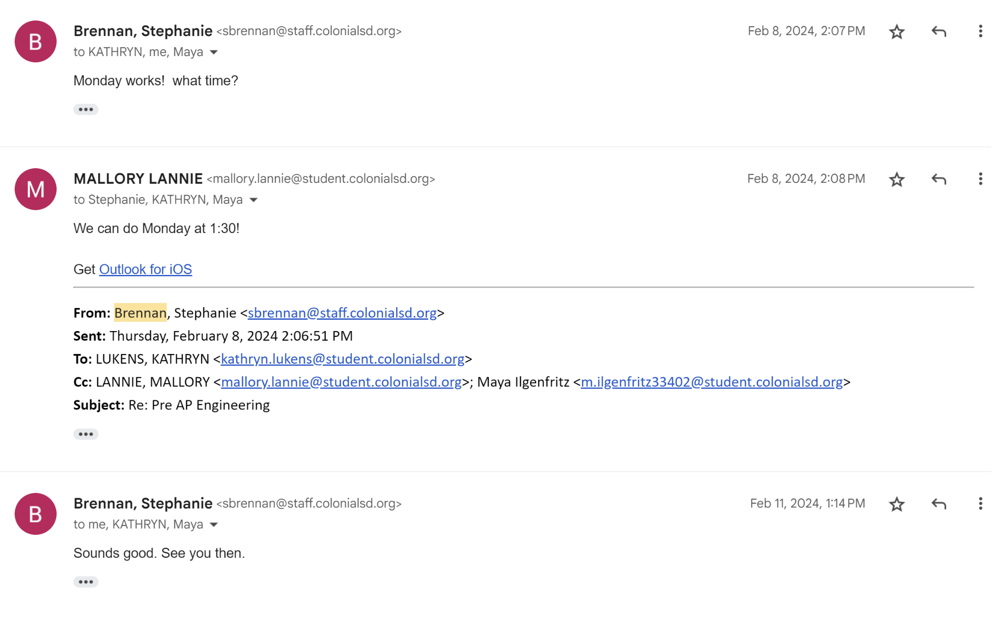 B
Brennan, Stephanie <sbrennan@staff.colonialsd.org>
Feb 8, 2024, 2:07 PM
to KATHRYN, me, Maya
Monday works!  what time?
M
MALLORY LANNIE <mallory.lannie@student.colonialsd.org>
Feb 8, 2024, 2:08 PM
to Stephanie, KATHRYN, Maya
We can do Monday at 1:30!
Get Outlook for iOS
From: Brennan, Stephanie <sbrennan@staff.colonialsd.org>
Sent: Thursday, February 8, 2024 2:06:51 PM
To: LUKENS, KATHRYN <kathryn.lukens@student.colonialsd.org>
Cc: LANNIE, MALLORY <mallory.lannie@student.colonialsd.org>; Maya Ilgenfritz <m.ilgenfritz33402@student.colonialsd.org>
Subject: Re: Pre AP Engineering
B
Brennan, Stephanie <sbrennan@staff.colonialsd.org>
Feb 11, 2024, 1:14 PM
to me, KATHRYN, Maya
Sounds good. See you then.